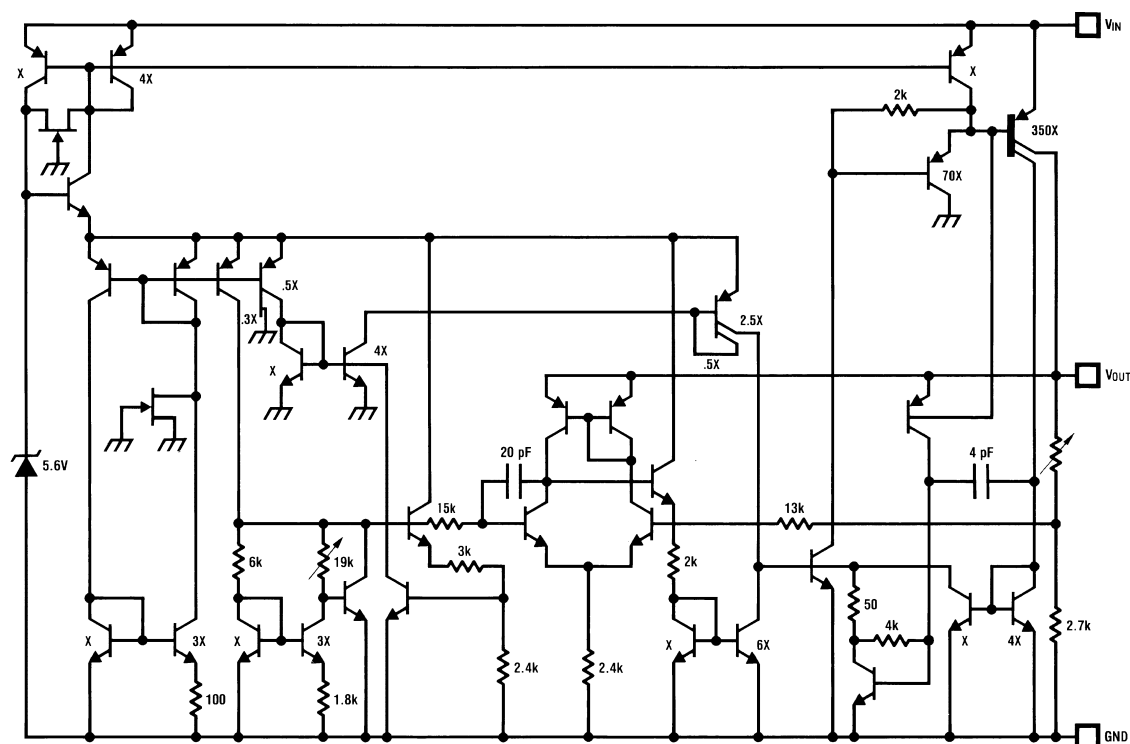 VIN
X
4X
X
2k
350X
70X
.5X
.3X
2.5X
4X
X
.5X
VOUT
5.6V
20 pF
4 pF
15k
13k
3k
6k
19k
2k
50
4k
X
3X
X
3X
X
6X
X
4X
2.7k
2.4k
2.4k
100
1.8k
GND